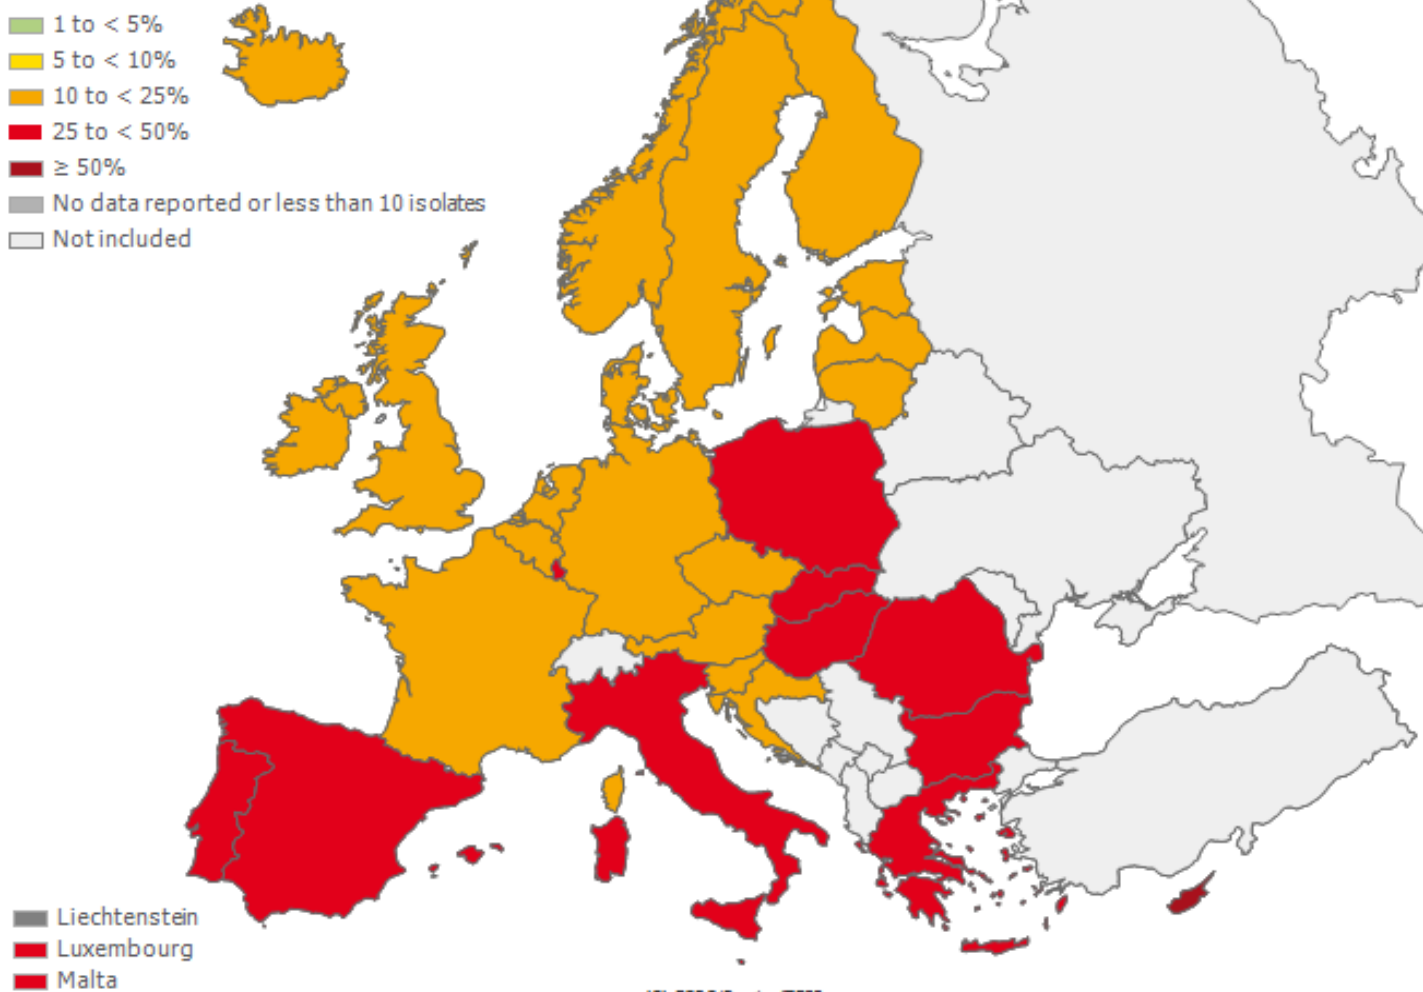 1 to < 5%
5 to < 10%
10 to < 25%
25 to < 50%
≥ 50%
No data reported or less than 10 isolates
Not included
Liechtenstein
Luxembourg
Malta